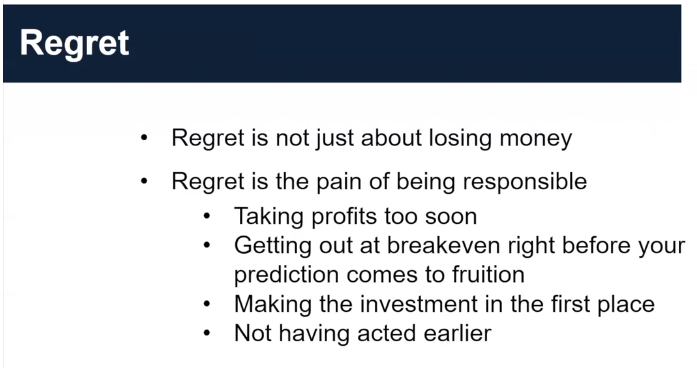 Regret
• Regret is not just about losing money
• Regret is the pain of being responsible
• Taking profits too soon
• Getting out at breakeven right before your
prediction comes to fruition
• Making the investment in the first place
• Not having acted earlier